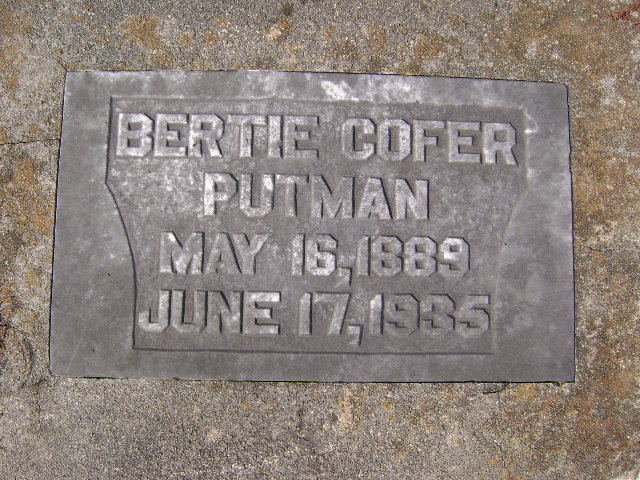 BERTIE COFER
PUTMAN
MAY 16, 1889
JUNE 17, 1935